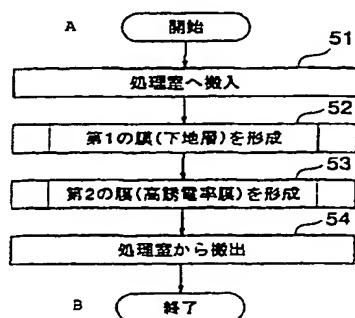 A 開始
51
処理室へ搬入
52
第1の膜(下地層)を形成
53
第2の膜(高誘電率膜)を形成
54
処理室から搬出
B 終了